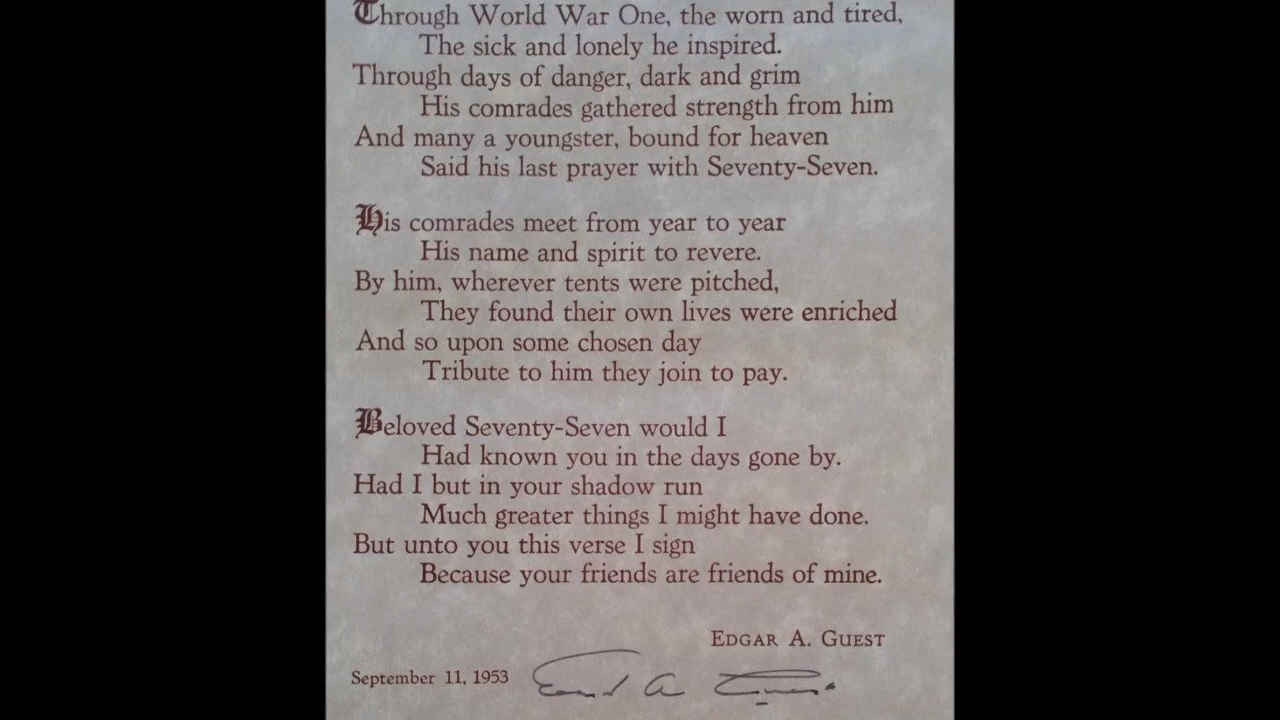 Through World War One, the worn and tired,
The sick and lonely he inspired.
Through days of danger, dark and grim
His comrades gathered strength from him
And many a youngster, bound for heaven
Said his last prayer with Seventy-Seven.
His comrades meet from year to year
His name and spirit to revere.
By him, wherever tents were pitched,
They found their own lives were enriched
And so upon some chosen day
Tribute to him they join to pay.
Beloved Seventy-Seven would I
Had known you in the days gone by.
Had I but in your shadow run
Much greater things I might have done.
But unto you this verse I sign
Because your friends are friends of mine.
EDGAR A. GUEST
September 11, 1953 Edgar A Guest